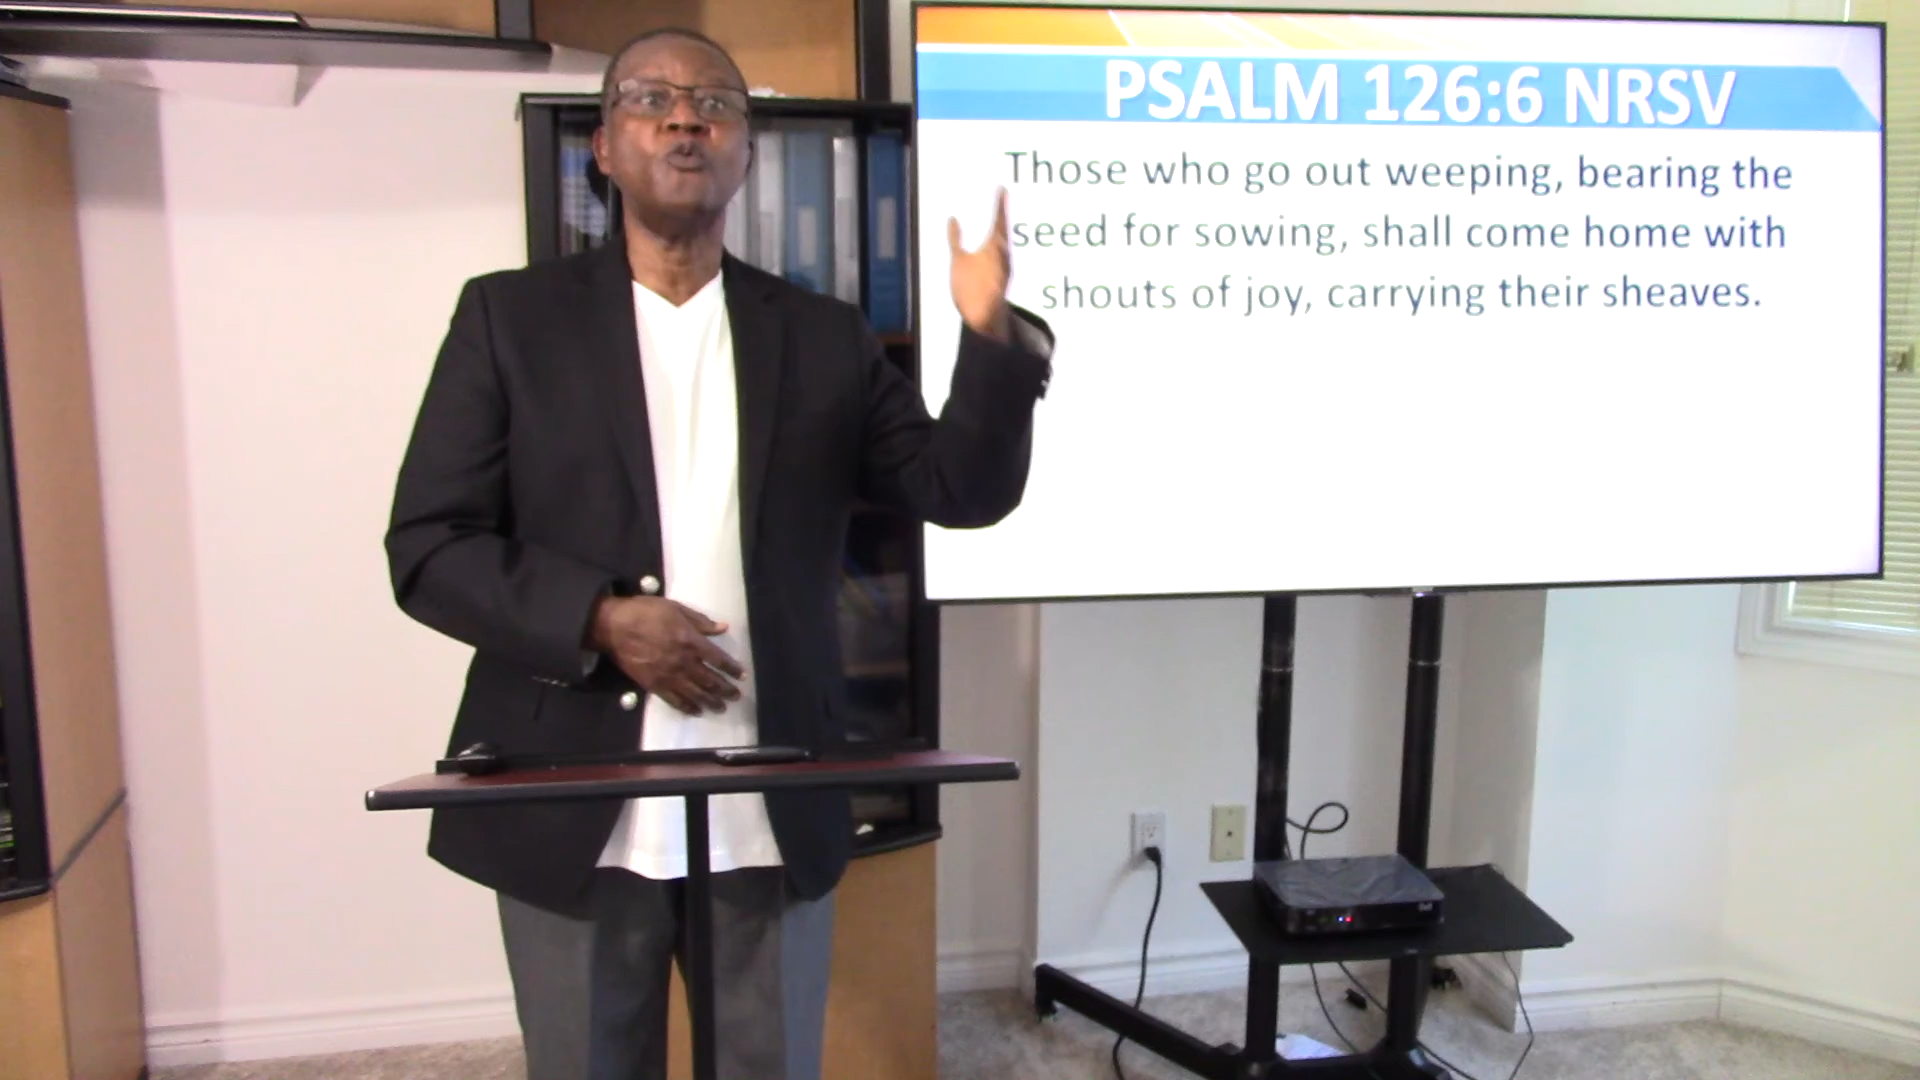 PSALM 126:6 NRSV
Those who go out weeping, bearing the
seed for sowing, shall come home with
shouts of joy, carrying their sheaves.